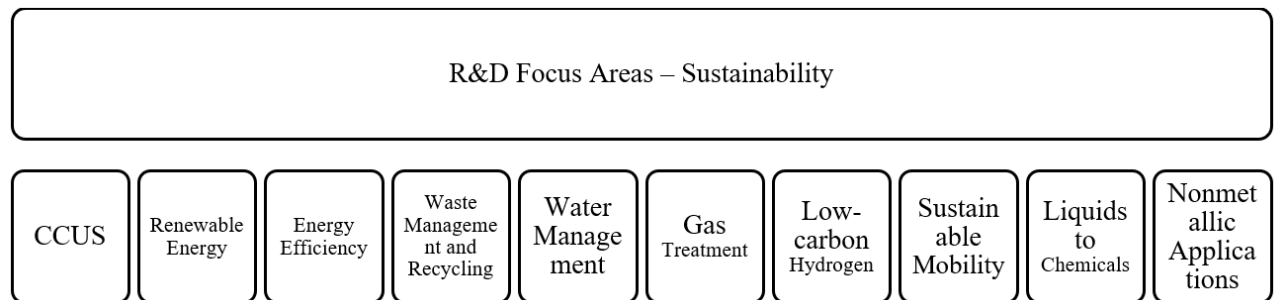 R&D Focus Areas – Sustainability
CCUS
Renewable
Energy
Energy
Efficiency
Waste
Manageme
nt and
Recycling
Water
Manage
ment
Gas
Treatment
Low-
carbon
Hydrogen
Sustain
able
Mobility
Liquids
to
Chemicals
Nonmet
allic
Applica
tions